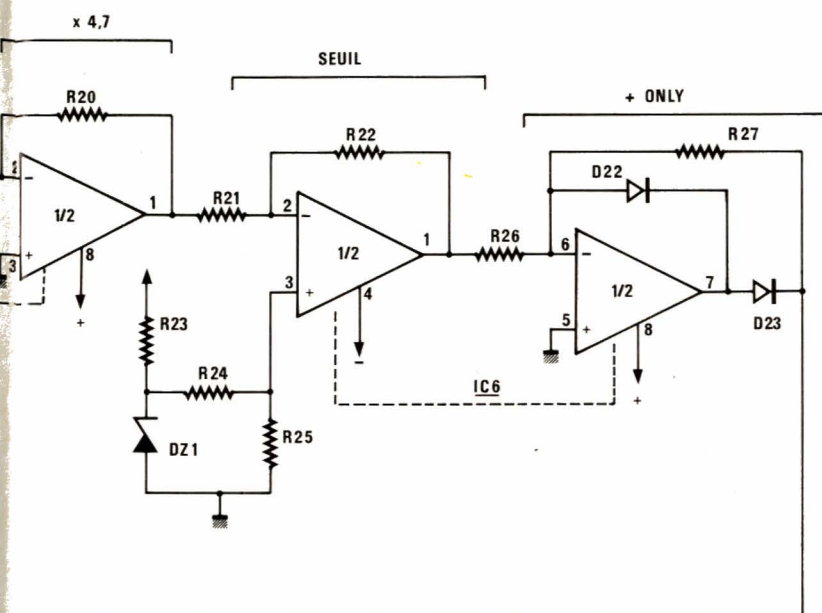 x 4,7
SEUIL
+ ONLY
R20
R22
R27
D22
2
-
1/2
+
3
1
8
+
R21
2
-
1/2
3
+
1
4
-
R26
6
-
1/2
5
+
7
8
+
D23
R23
R24
R25
DZ1
IC6